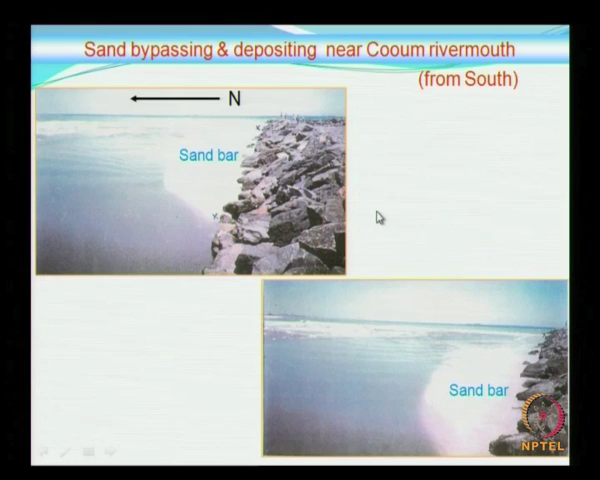 Sand bypassing & depositing near Cooum rivermouth
(from South)
N
Sand bar
Sand bar
NPTEL